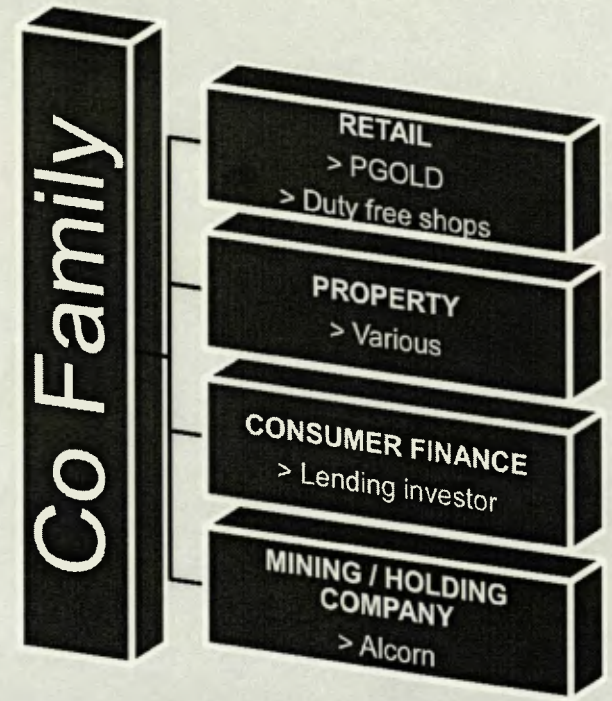 Co Family
RETAIL
> PGOLD
> Duty free shops
PROPERTY
> Various
CONSUMER FINANCE
> Lending investor
MINING / HOLDING
COMPANY
> Alcorn